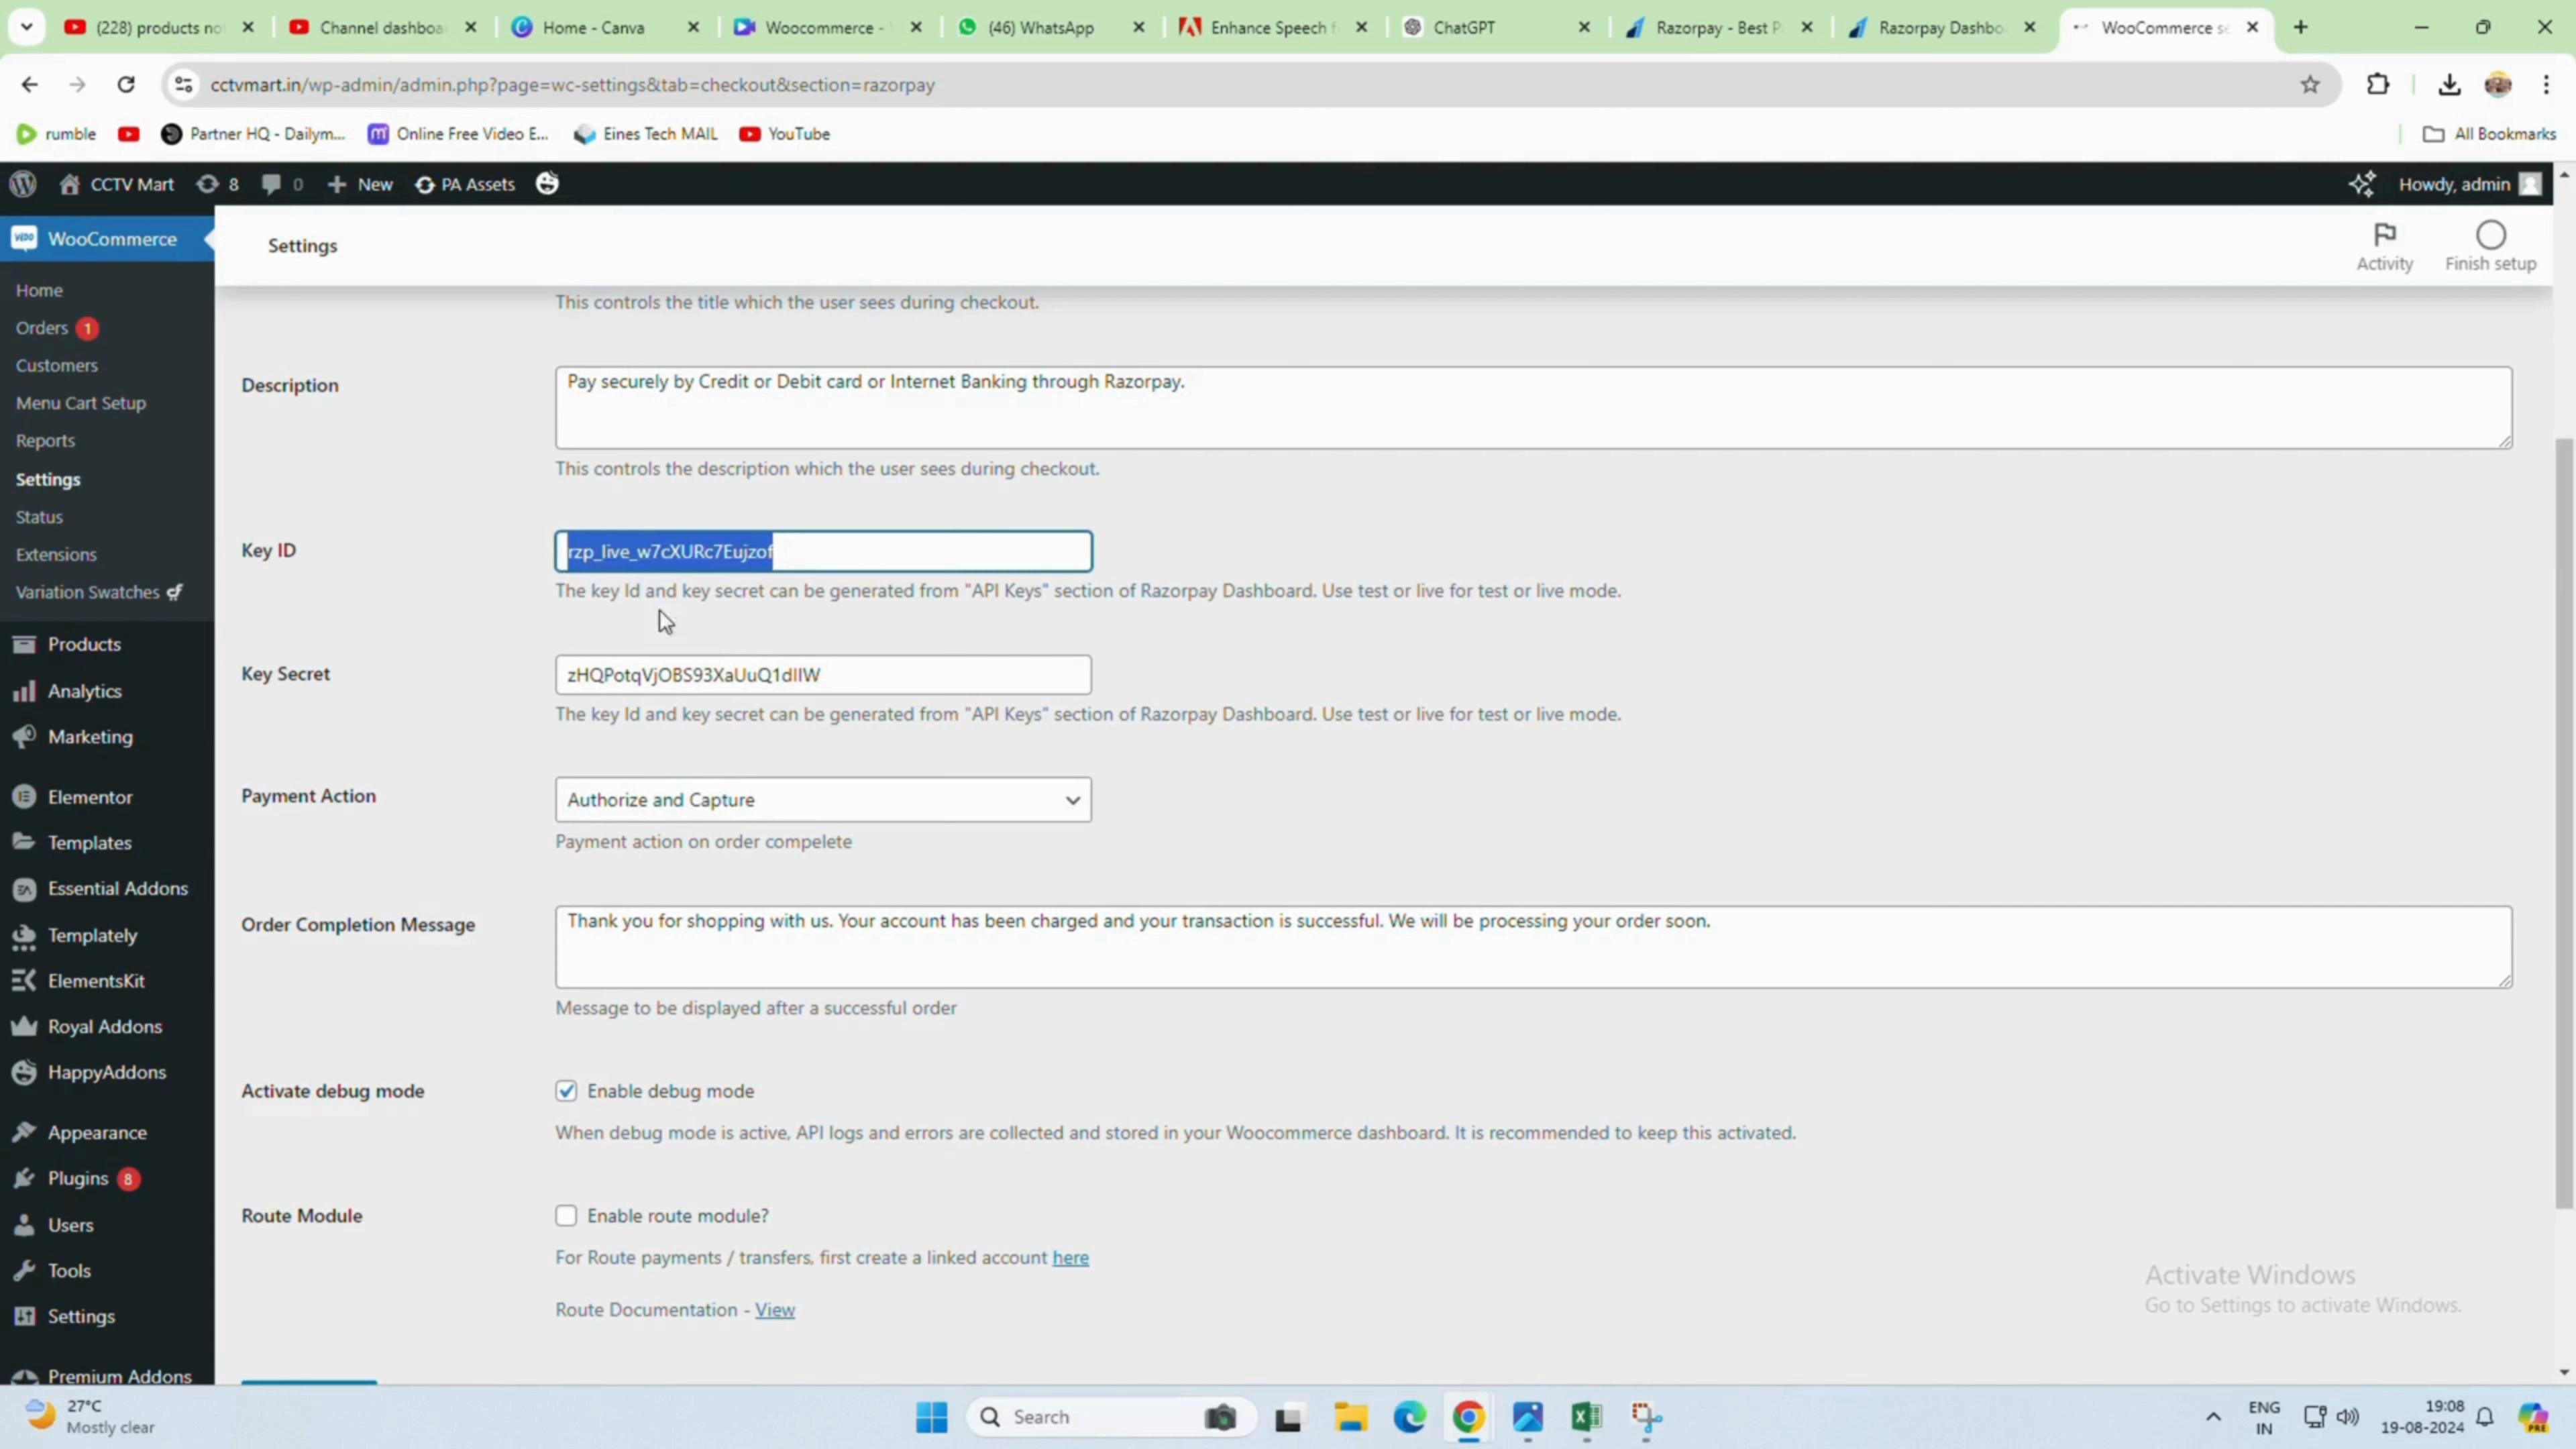 (228) products no
Channel dashboa
Home - Canva
Woocommerce -
(46) WhatsApp
Enhance Speech f
ChatGPT
Razorpay - Best P
Razorpay Dashbo
WooCommerce se
cctvmart.in/wp-admin/admin.php?page=wc-settings&tab=checkout&section=razorpay
rumble
Partner HQ - Dailym...
Online Free Video E...
Eines Tech MAIL
YouTube
All Bookmarks
CCTV Mart
8
0
New
PA Assets
Howdy, admin
WooCommerce
Settings
Activity
Finish setup
Home
Orders 1
Customers
Menu Cart Setup
Reports
Settings
Status
Extensions
Variation Swatches
Products
Analytics
Marketing
Elementor
Templates
Essential Addons
Templately
ElementsKit
Royal Addons
HappyAddons
Appearance
Plugins 8
Users
Tools
Settings
Premium Addons
This controls the title which the user sees during checkout.
Description
Pay securely by Credit or Debit card or Internet Banking through Razorpay.
This controls the description which the user sees during checkout.
Key ID
rzp_live_w7cXURc7Eujzof
The key Id and key secret can be generated from "API Keys" section of Razorpay Dashboard. Use test or live for test or live mode.
Key Secret
The key Id and key secret can be generated from "API Keys" section of Razorpay Dashboard. Use test or live for test or live mode.
Payment Action
Authorize and Capture
Payment action on order compelete
Order Completion Message
Thank you for shopping with us. Your account has been charged and your transaction is successful. We will be processing your order soon.
Message to be displayed after a successful order
Activate debug mode
Enable debug mode
When debug mode is active, API logs and errors are collected and stored in your Woocommerce dashboard. It is recommended to keep this activated.
Route Module
Enable route module?
For Route payments / transfers, first create a linked account here
Route Documentation - View
Activate Windows
Go to Settings to activate Windows.
27°C
Mostly clear
Search
ENG
IN
19:08
19-08-2024
PRE